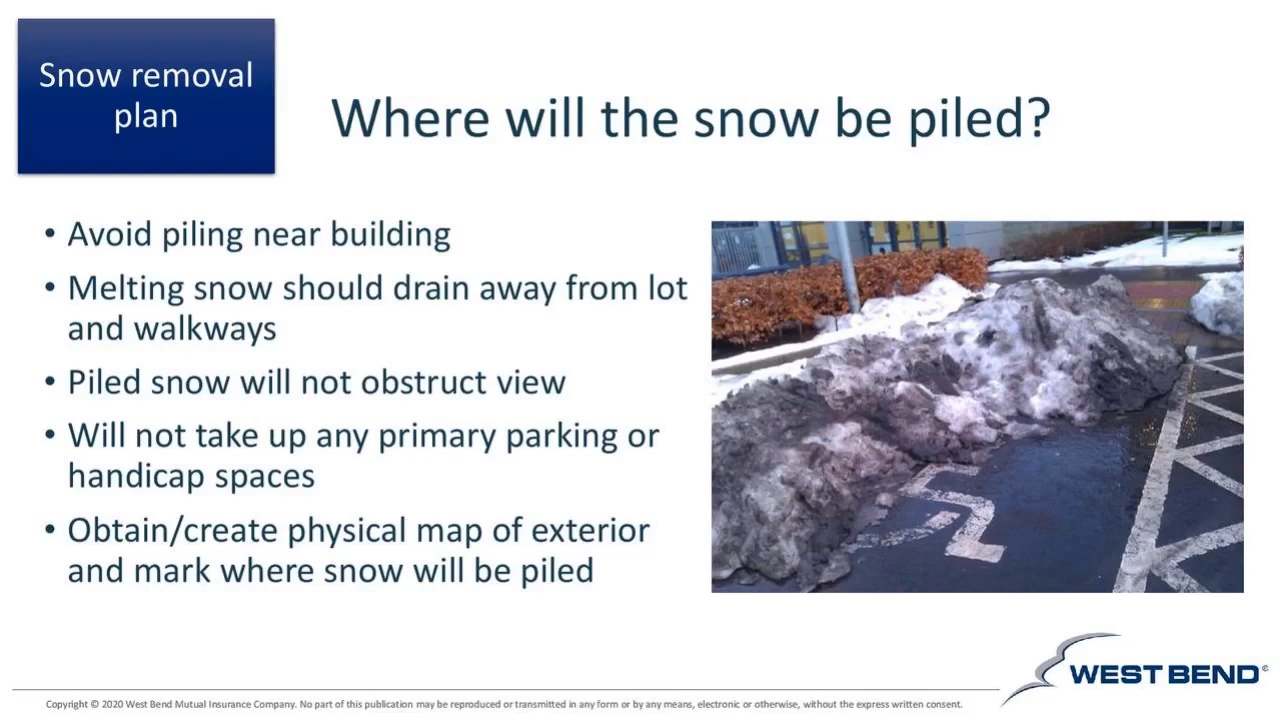 Snow removal
plan
Where will the snow be piled?
• Avoid piling near building
• Melting snow should drain away from lot
and walkways
• Piled snow will not obstruct view
• Will not take up any primary parking or
handicap spaces
• Obtain/create physical map of exterior
and mark where snow will be piled
WEST BEND®
Copyright © 2020 West Bend Mutual Insurance Company. No part of this publication may be reproduced or transmitted in any form or by any means, electronic or otherwise, without the express written consent.